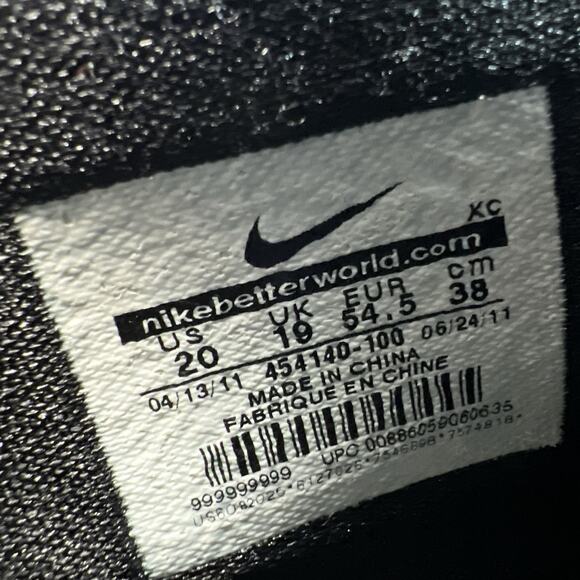 XC
nikebetterworld.com
US UK EUR cm
20 19 54.5 38
04/13/11 454140-100 06/24/11
MADE IN CHINA
FABRIQUE EN CHINE
999999999 UPC 00886059060635